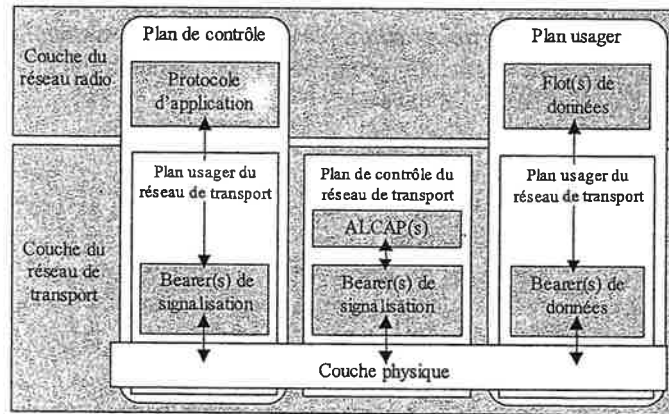 Plan de contrôle
Plan usager
Couche du
réseau radio
Protocole
d'application
Flot(s) de
données
Plan usager du
réseau de transport
Plan de contrôle du
réseau de transport
Plan usager du
réseau de transport
ALCAP(s)
Couche du
réseau de
transport
Bearer(s) de
signalisation
Bearer(s) de
signalisation
Bearer(s) de
données
Couche physique